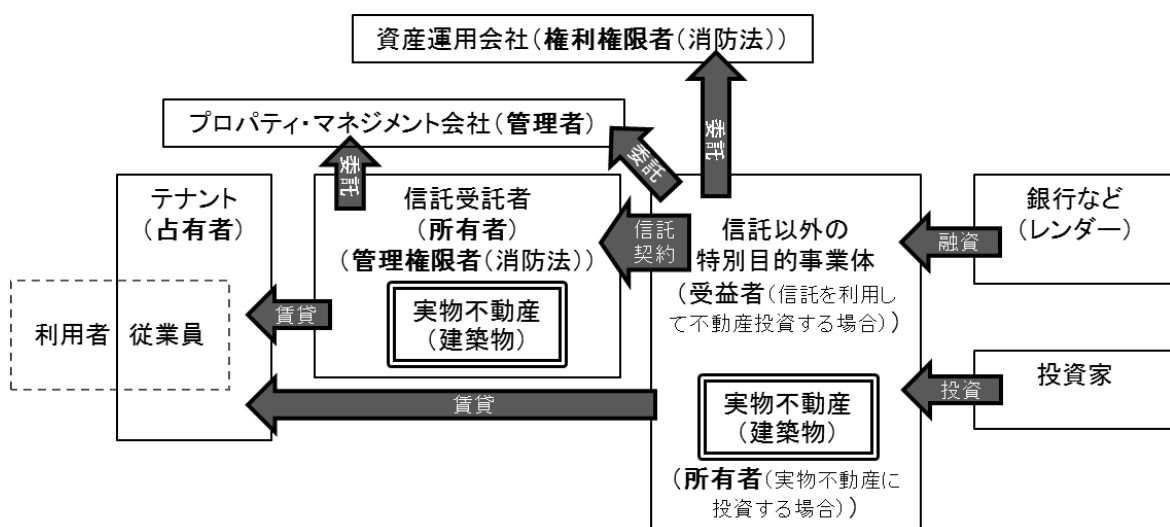 資産運用会社(権利権限者(消防法))
プロパティ・マネジメント会社(管理者)
委託
委託
委託
テナント
(占有者)
信託受託者
(所有者)
(管理権限者(消防法))
信託
契約
信託以外の
特別目的事業体
(受益者(信託を利用し
て不動産投資する場合))
融資
銀行など
(レンダー)
利用者
従業員
賃貸
実物不動産
(建築物)
賃貸
実物不動産
(建築物)
(所有者(実物不動産に
投資する場合))
投資
投資家